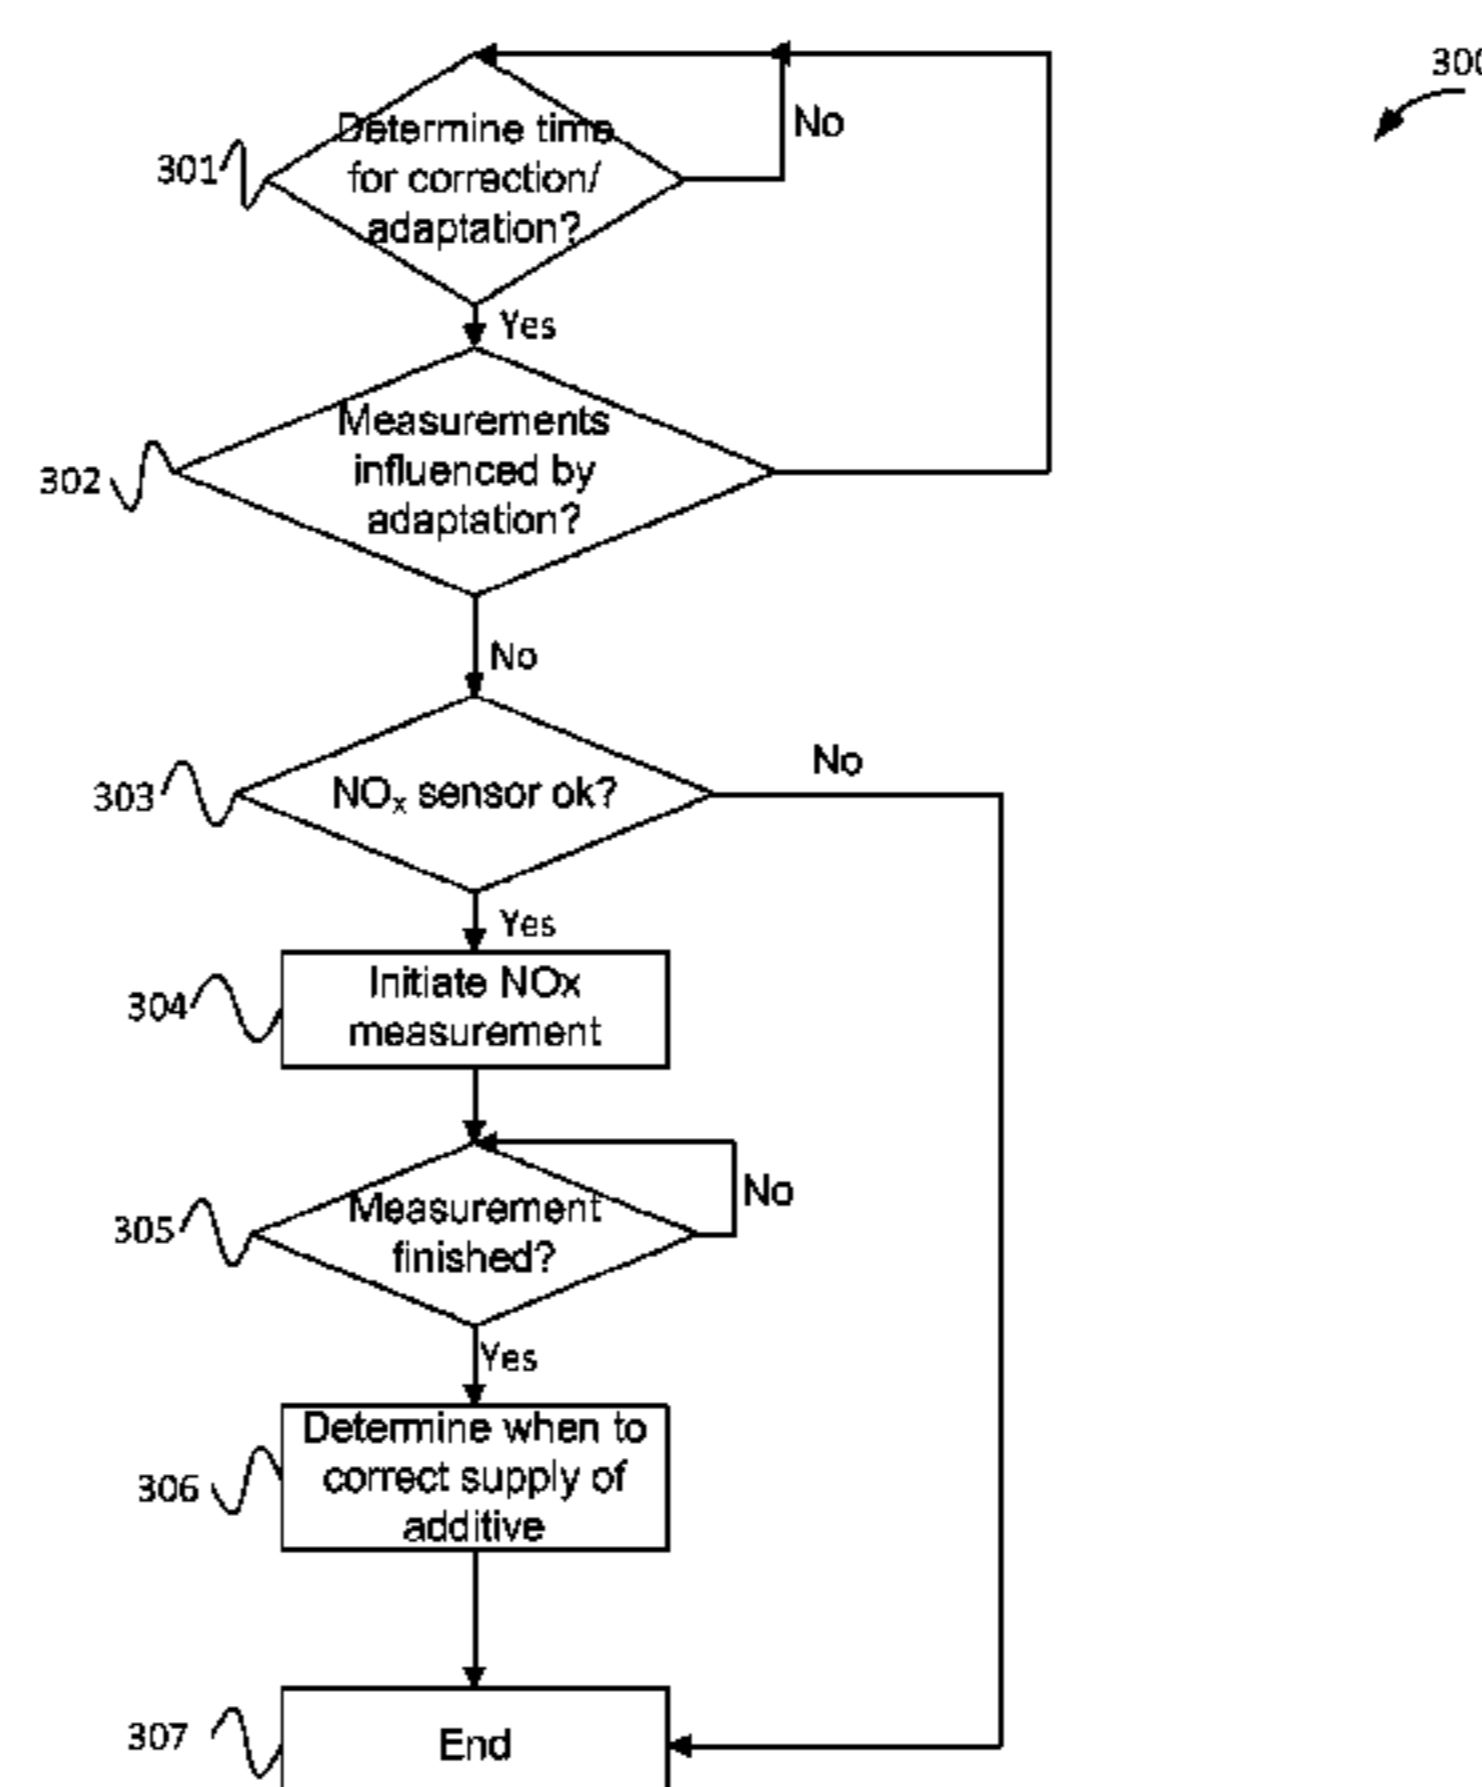 300
Determine time
for correction/
adaptation?
301
No
Yes
Measurements
influenced by
adaptation?
302
No
303
NOx sensor ok?
No
Yes
304
Initiate NOx
measurement
305
Measurement
finished?
No
Yes
306
Determine when to
correct supply of
additive
307
End